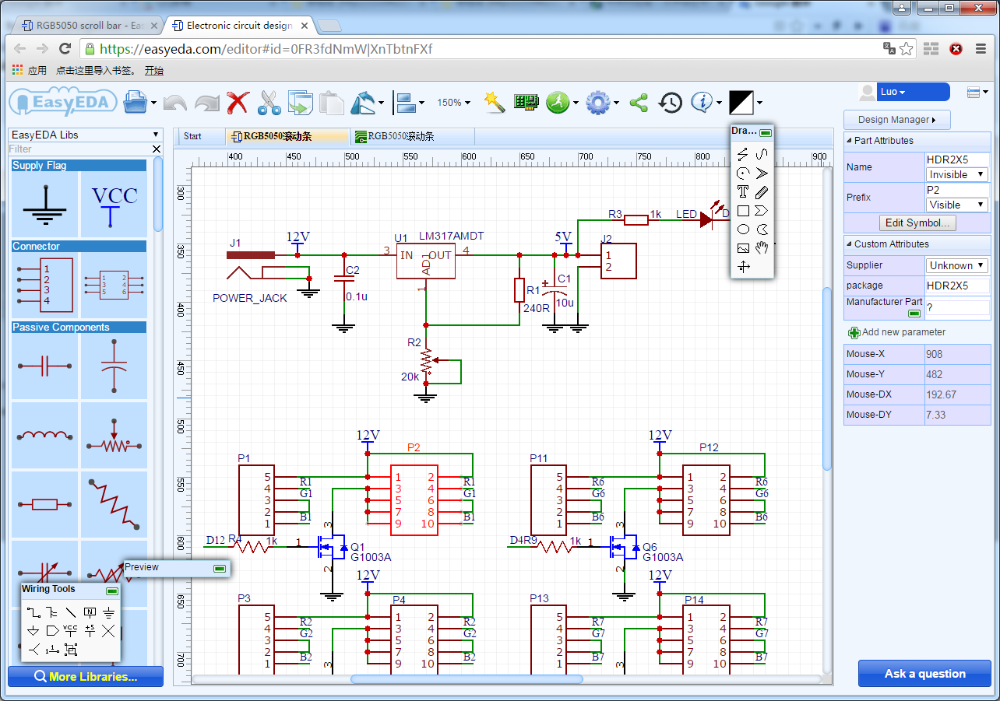 RGB5050 scroll bar - Eas
Electronic circuit design
https://easyeda.com/editor#id=0FR3fdNmW|XnTbtnFXf
应用 点击这里导入书签。 开始
EasyEDA
150%
Luo
Design Manager
EasyEDA Libs
Filter
Supply Flag
VCC
Connector
1
2
3
4
1 2
3 4
5 6
Passive Components
Preview
Wiring Tools
N
VCC
+5
1
More Libraries...
Start
RGB5050滚动条
RGB5050滚动条
400 450 500 550 600 650 700 750 800 900
300
350
400
450
500
550
600
650
700
Dra...
T
R3 1k LED D
J1 12V U1 LM317AMDT 5V J2
3 IN OUT 4
ADJ
1
1
2
POWER_JACK
C2
0.1u
R1
240R
C1
10u
R2
20k
12V
P1 P2
5
4
3
2
1
R1
G1
B1
1 2
3 4
5 6
7 8
9 10
R1
G1
B1
D12 R4 1k 1
3
2
Q1
G1003A
12V
P11 P12
5
4
3
2
1
R6
G6
B6
1 2
3 4
5 6
7 8
9 10
R6
G6
B6
D4R9 1k 1
3
2
Q6
G1003A
12V
P3 P4
5
4
3
2
1
R2
G2
B2
3
1 2
3 4
5 6
7 8
9 10
R2
G2
B2
12V
P13 P14
5
4
3
2
1
R7
G7
B7
3
1 2
3 4
5 6
7 8
9 10
R7
G7
B7
Part Attributes
Name HDR2X5
Invisible
Prefix P2
Visible
Edit Symbol...
Custom Attributes
Supplier Unknown
package HDR2X5
Manufacturer Part ?
Add new parameter
Mouse-X 908
Mouse-Y 482
Mouse-DX 192.67
Mouse-DY 7.33
Ask a question